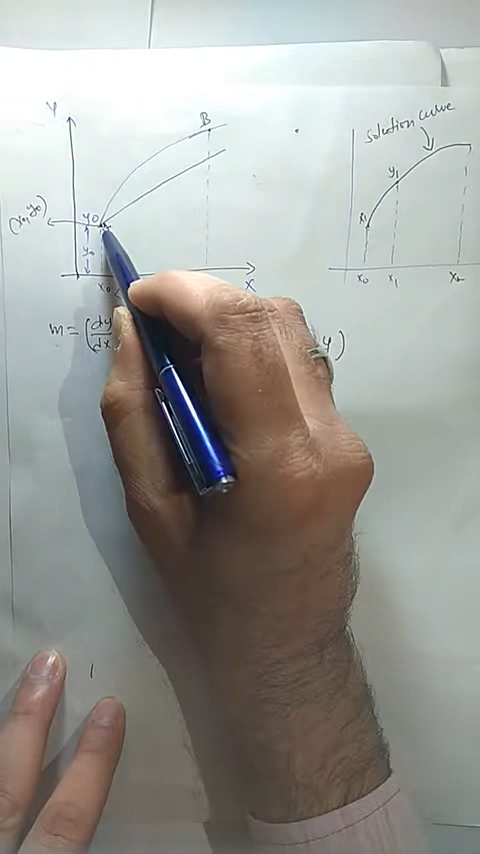 Y
B
(x₀, y₀)
y₀
y₀
x₀
X
m = (dy
dx
y)
Solution curve
y₁
x₀
x₁